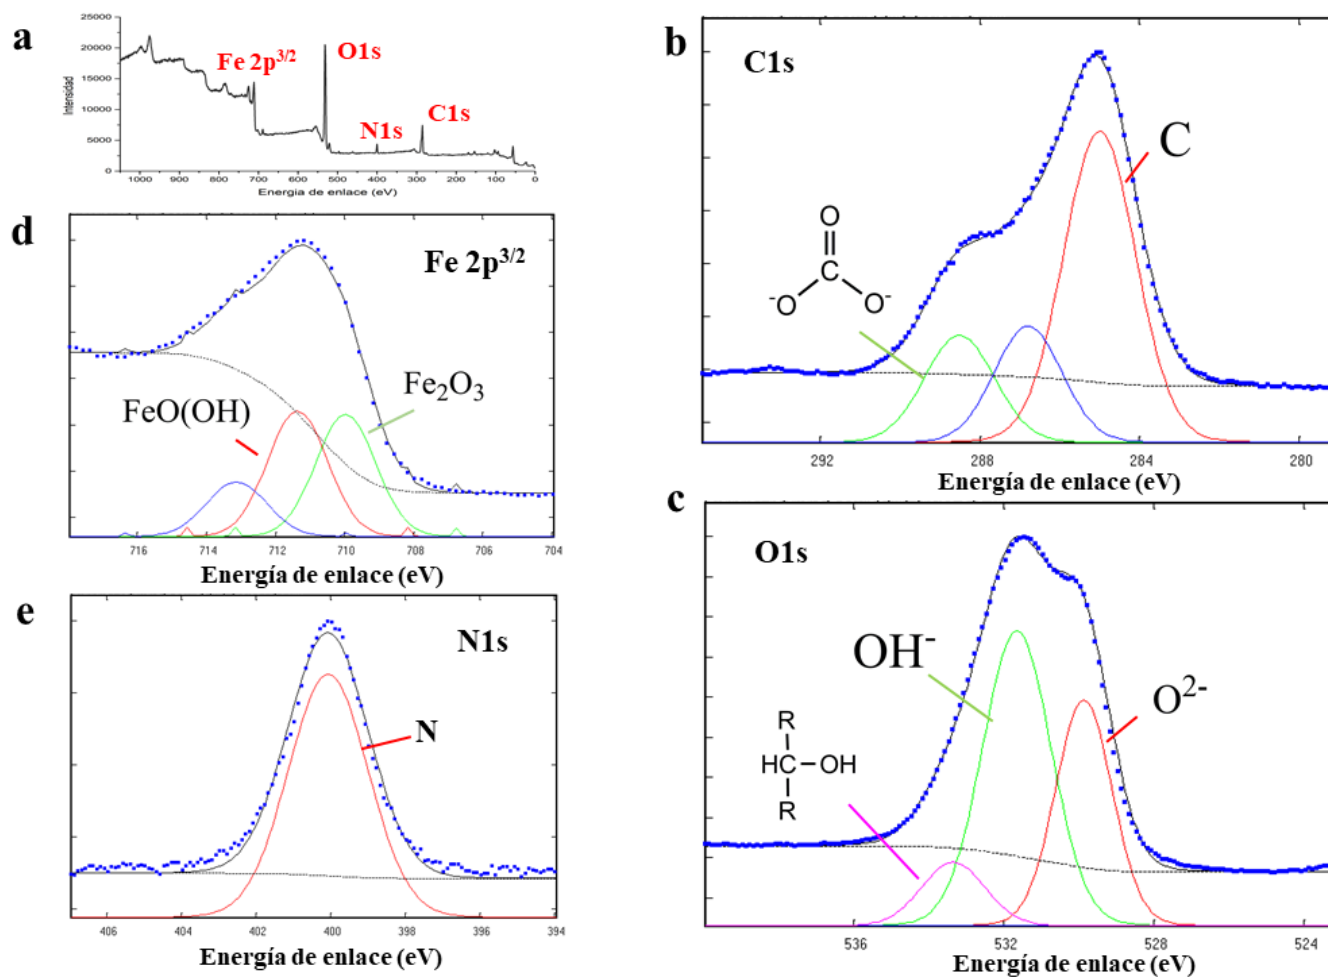 a
25000
20000
15000
10000
5000
0
Intensidad
Fe 2p3/2
O1s
N1s
C1s
1000 900 800 700 600 500 400 300 200 100 0
Energia de enlace (eV)
b
C1s
C
O
C
-O O-
292 288 284 280
Energía de enlace (eV)
d
Fe 2p3/2
FeO(OH)
Fe2O3
716 714 712 710 708 706 704
Energía de enlace (eV)
c
O1s
OH-
O2-
R
HC OH
R
536 532 528 524
Energía de enlace (eV)
e
N1s
N
406 404 402 400 398 396 394
Energía de enlace (eV)